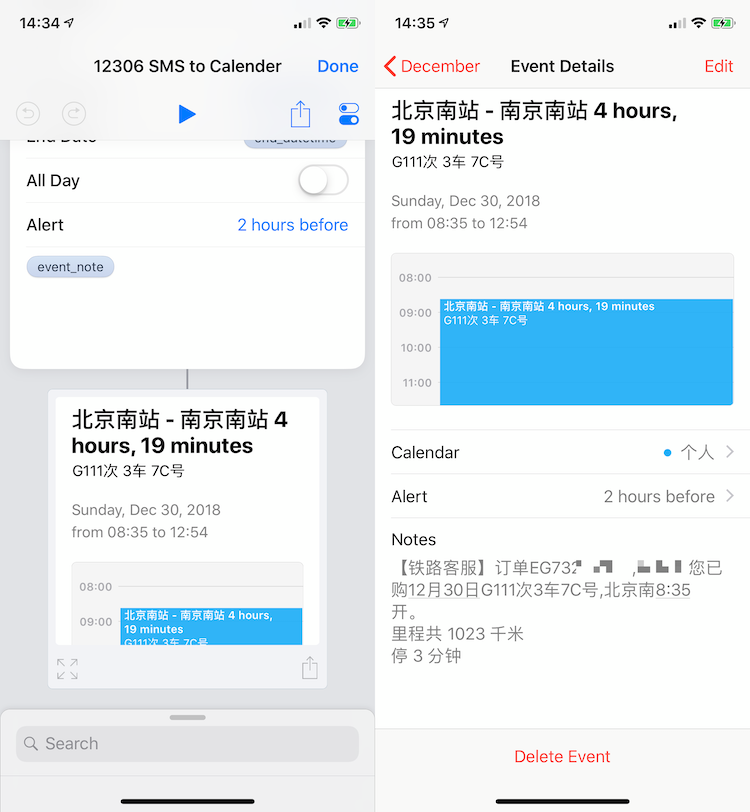 14:34
12306 SMS to Calender
Done
End Date
end_datetime
All Day
Alert
2 hours before
event_note
北京南站 - 南京南站 4
hours, 19 minutes
G111次 3车 7C号
Sunday, Dec 30, 2018
from 08:35 to 12:54
08:00
09:00
北京南站 - 南京南站 4 hours,
19 minutes
G111次 3车 7C号
Search
14:35
December
Event Details
Edit
北京南站 - 南京南站 4 hours,
19 minutes
G111次 3车 7C号
Sunday, Dec 30, 2018
from 08:35 to 12:54
08:00
09:00
10:00
11:00
北京南站 - 南京南站 4 hours, 19 minutes
G111次 3车 7C号
Calendar
个人
Alert
2 hours before
Notes
【铁路客服】订单EG732 ,您已
购12月30日G111次3车7C号,北京南8:35
开。
里程共 1023 千米
停 3 分钟
Delete Event